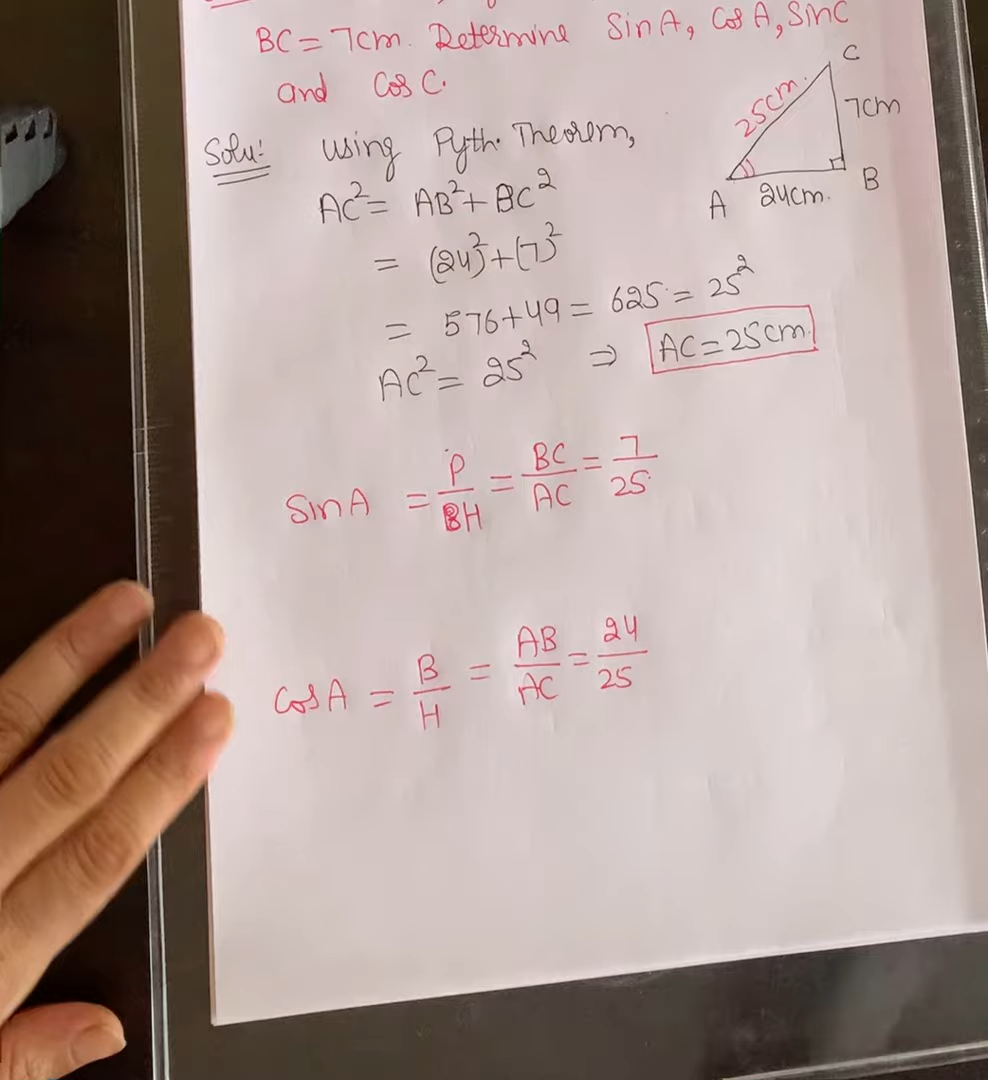 BC = 7cm. Determine Sin A, Cos A, Sin C
and Cos C.
Solu:
using Pyth. Theorem,
AC² = AB² + BC²
= (24)² + (7)²
= 576 + 49 = 625 = 25²
AC² = 25² ⇒ AC = 25cm.
C
25cm.
7cm
A
24cm.
B
Sin A = P/H = BC/AC = 7/25
Cos A = B/H = AB/AC = 24/25